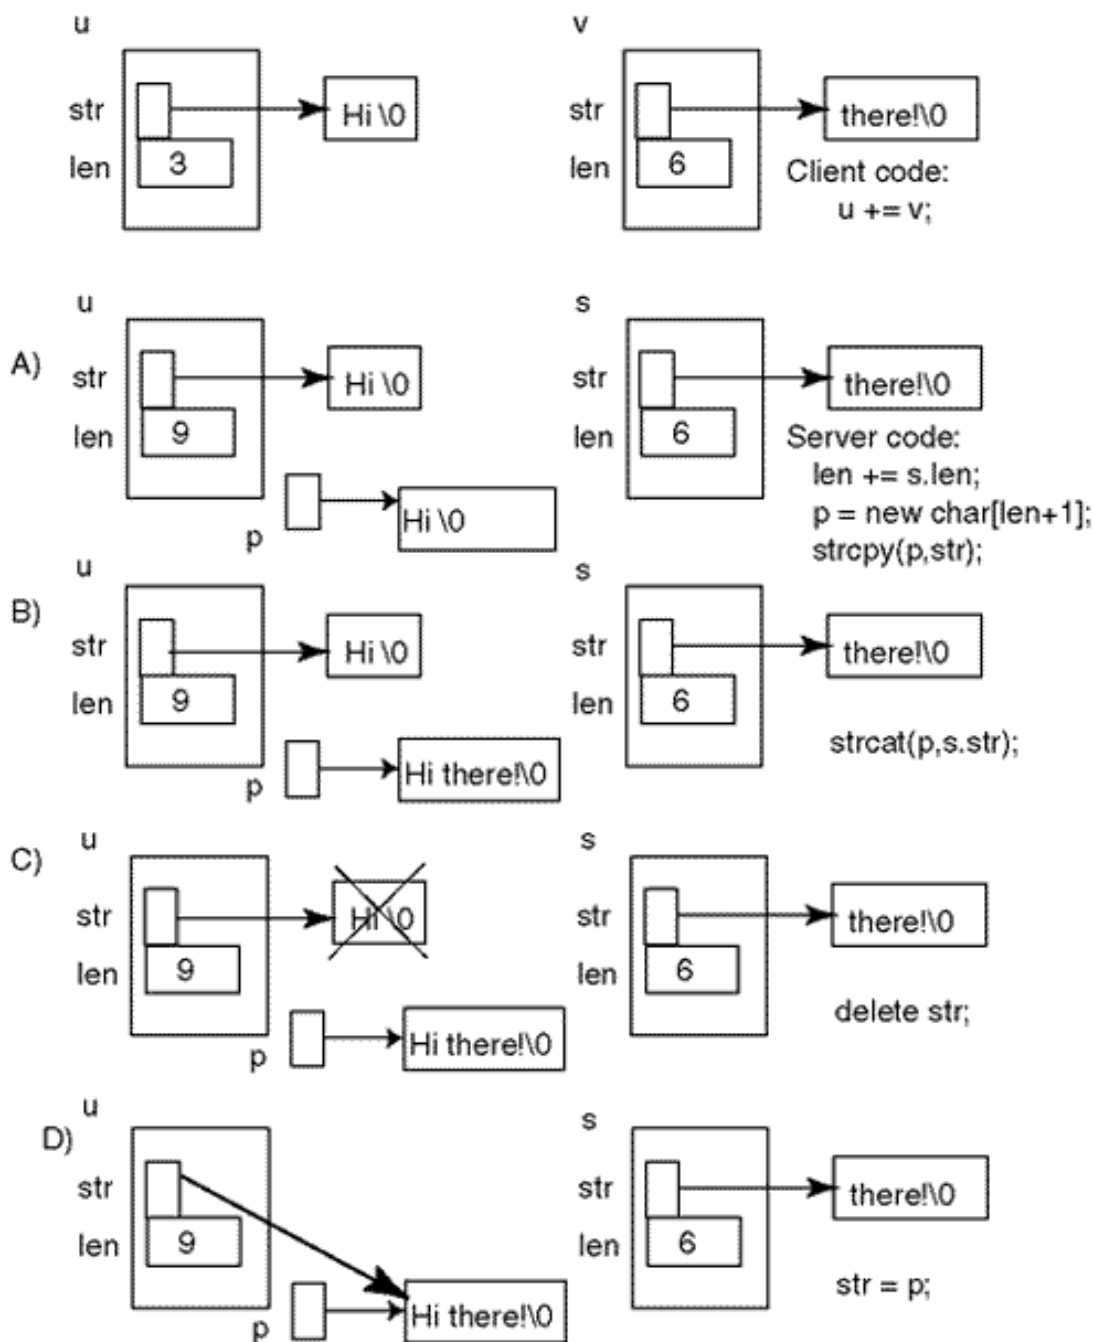 u v
str Hi \0 there!\0
len 3 len 6 Client code:
u += v;
u s
A)
str Hi \0 str there!\0
len 9 len 6 Server code:
len += s.len;
p = new char[len+1];
p Hi \0 strcpy(p,str);
u s
B)
str Hi \0 str there!\0
len 9 len 6
strcat(p,s.str);
p Hi there!\0
u s
C)
str Hi \0 str there!\0
len 9 len 6
delete str;
p Hi there!\0
u s
D)
str str there!\0
len 9 len 6
str = p;
p Hi there!\0